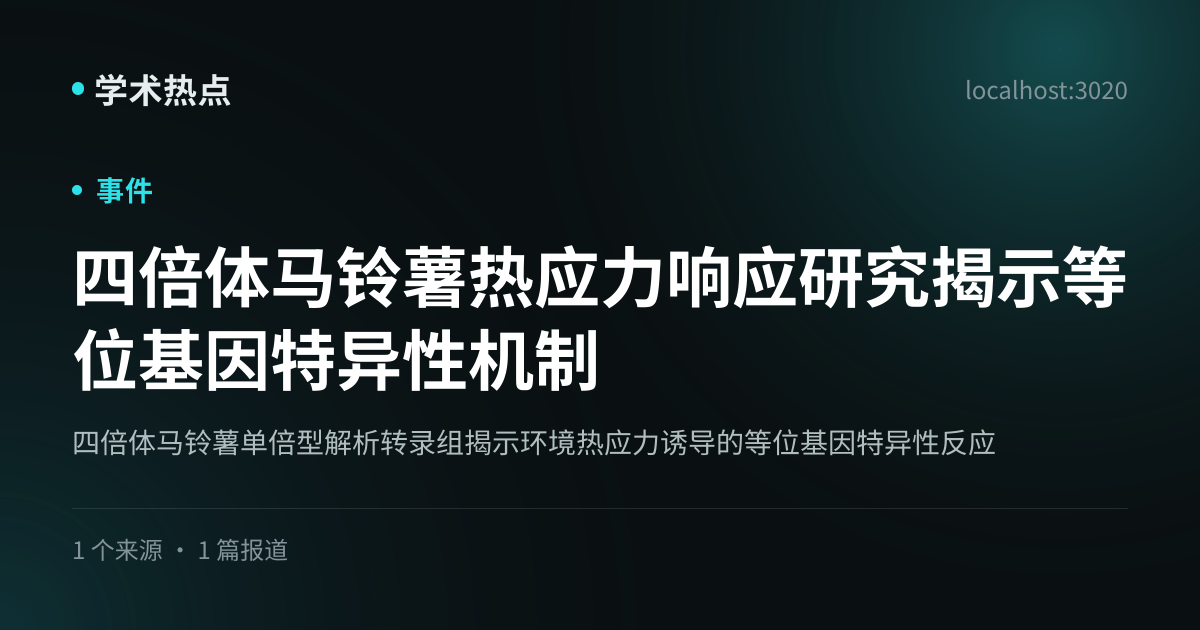 学术热点
localhost:3020
事件
四倍体马铃薯热应力响应研究揭示等
位基因特异性机制
四倍体马铃薯单倍型解析转录组揭示环境热应力诱导的等位基因特异性反应
1 个来源 · 1 篇报道